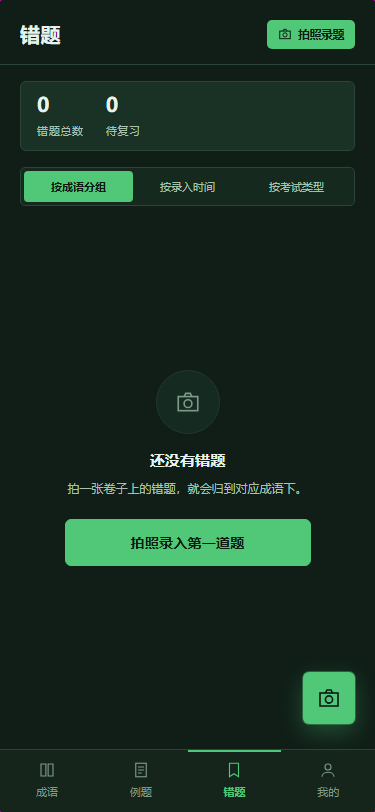 错题
拍照录题
0 0
错题总数 待复习
按成语分组 按录入时间 按考试类型
还没有错题
拍一张卷子上的错题，就会归到对应成语下。
拍照录入第一道题
成语 例题 错题 我的